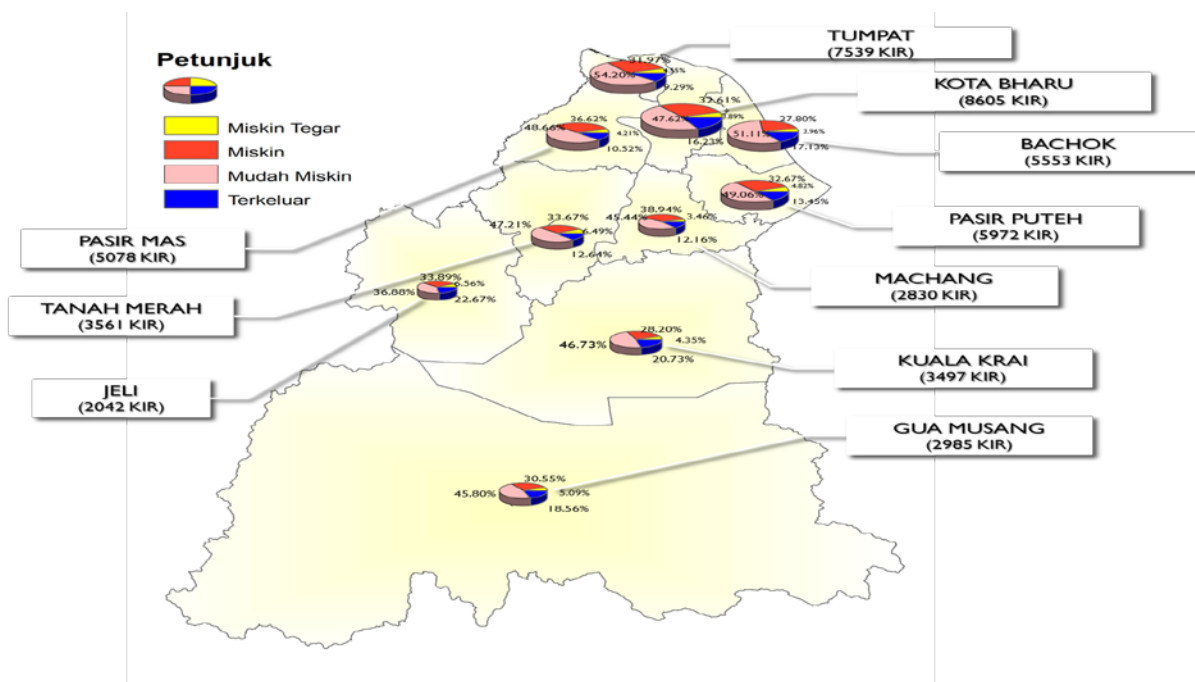 Petunjuk
Miskin Tegar
Miskin
Mudah Miskin
Terkeluar
TUMPAT
(7539 KIR)
31.97%
54.20%
9.29%
KOTA BHARU
(8605 KIR)
32.61%
47.62%
16.23%
BACHOK
(5553 KIR)
27.80%
3.96%
51.11%
17.13%
PASIR MAS
(5078 KIR)
36.62%
48.66%
4.21%
10.52%
PASIR PUTEH
(5972 KIR)
32.67%
4.82%
49.06%
13.45%
TANAH MERAH
(3561 KIR)
33.67%
47.21%
6.49%
12.64%
MACHANG
(2830 KIR)
38.94%
45.44%
3.46%
12.16%
JELI
(2042 KIR)
33.89%
6.56%
36.88%
22.67%
KUALA KRAI
(3497 KIR)
28.20%
46.73%
4.35%
20.73%
GUA MUSANG
(2985 KIR)
30.55%
45.80%
5.09%
18.56%